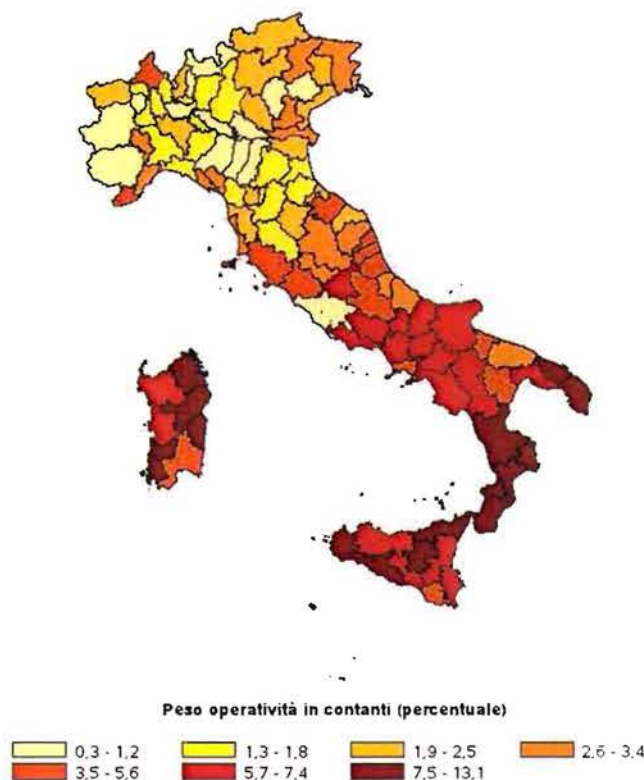 Peso operatività in contanti (percentuale)
0,3 - 1,2 1,3 - 1,8 1,9 - 2,5 2,6 - 3,4
3,5 - 5,6 5,7 - 7,4 7,5 - 13,1